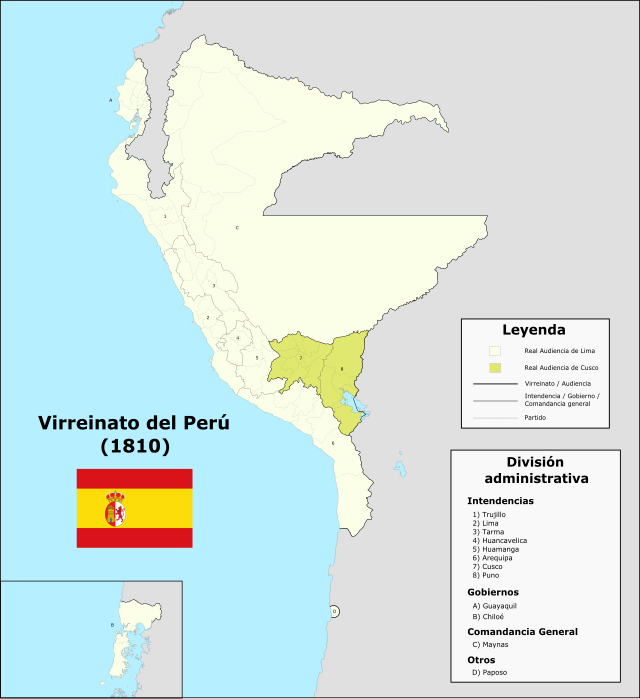 A
1
C
3
2
4
5
7
8
6
D
B
Virreinato del Perú
(1810)
Leyenda
Real Audiencia de Lima
Real Audiencia de Cusco
Virreinato / Audiencia
Intendencia / Gobierno /
Comandancia general
Partido
División
administrativa
Intendencias
1) Trujillo
2) Lima
3) Tarma
4) Huancavelica
5) Huamanga
6) Arequipa
7) Cusco
8) Puno
Gobiernos
A) Guayaquil
B) Chiloé
Comandancia General
C) Maynas
Otros
D) Paposo